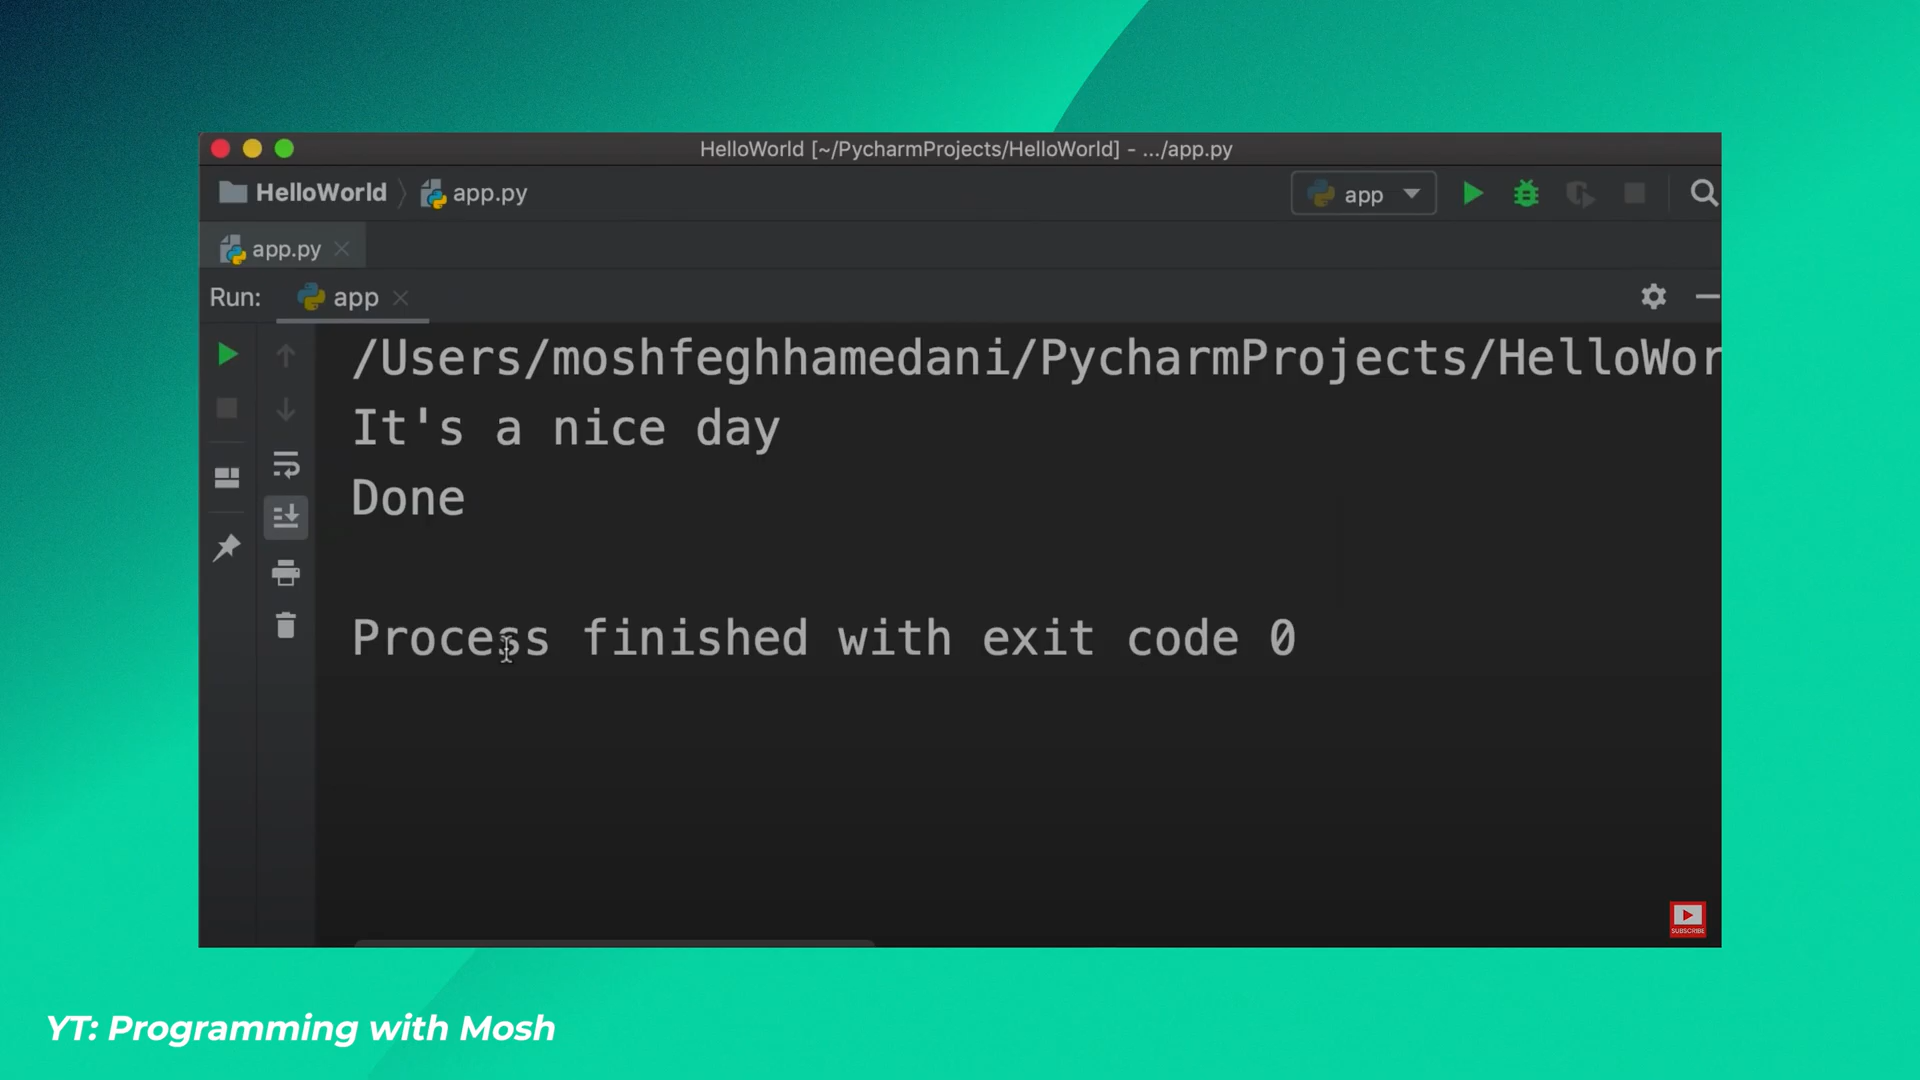 HelloWorld [~/PycharmProjects/HelloWorld] - .../app.py
HelloWorld app.py app
app.py
Run: app
/Users/moshfeghhamedani/PycharmProjects/HelloWor
It's a nice day
Done
Process finished with exit code 0
SUBSCRIBE
YT: Programming with Mosh